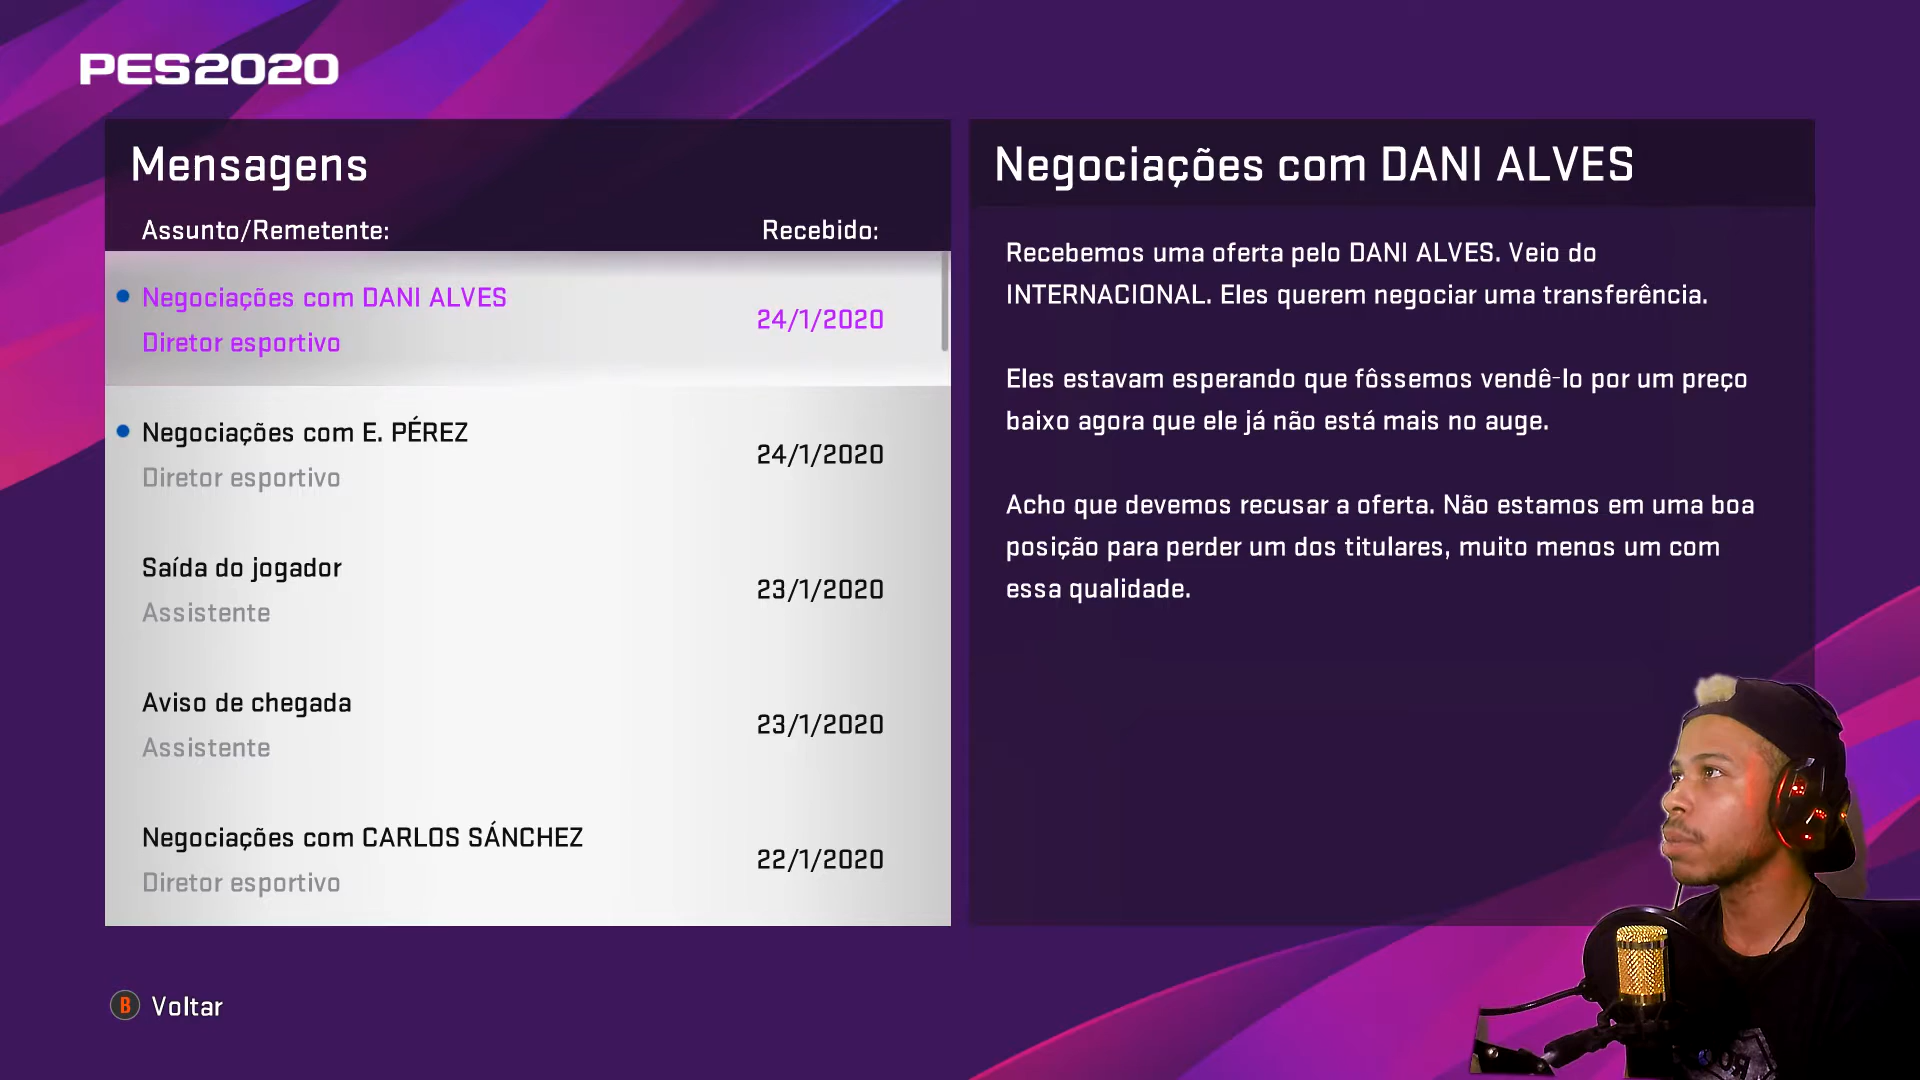 PES2020
Mensagens
Assunto/Remetente:
Recebido:
Negociações com DANI ALVES
Diretor esportivo
24/1/2020
Negociações com E. PÉREZ
Diretor esportivo
24/1/2020
Saída do jogador
Assistente
23/1/2020
Aviso de chegada
Assistente
23/1/2020
Negociações com CARLOS SÁNCHEZ
Diretor esportivo
22/1/2020
Negociações com DANI ALVES
Recebemos uma oferta pelo DANI ALVES. Veio do
INTERNACIONAL. Eles querem negociar uma transferência.
Eles estavam esperando que fôssemos vendê-lo por um preço
baixo agora que ele já não está mais no auge.
Acho que devemos recusar a oferta. Não estamos em uma boa
posição para perder um dos titulares, muito menos um com
essa qualidade.
B Voltar